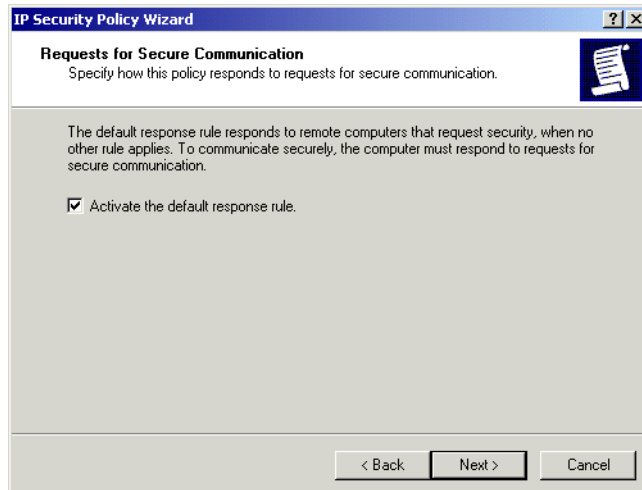 IP Security Policy Wizard
Requests for Secure Communication
Specify how this policy responds to requests for secure communication.
The default response rule responds to remote computers that request security, when no
other rule applies. To communicate securely, the computer must respond to requests for
secure communication.
Activate the default response rule.
< Back Next > Cancel